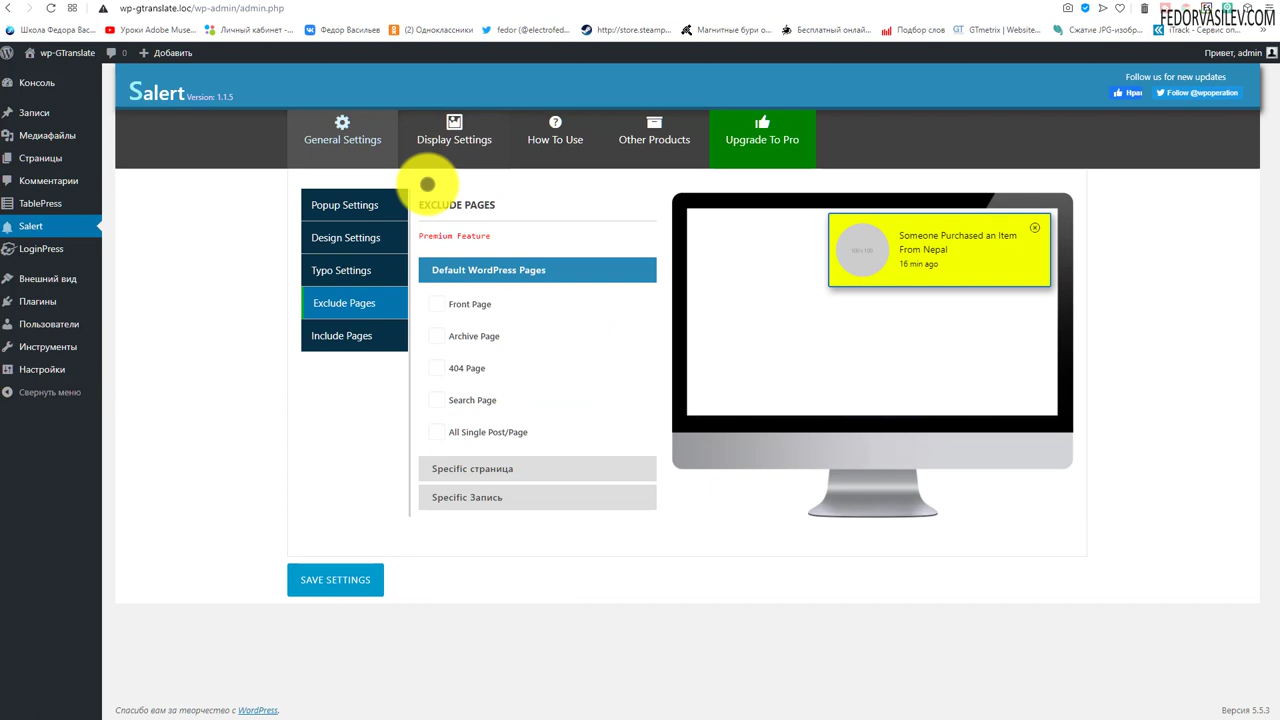 wp-gtranslate.loc/wp-admin/admin.php
FEDORVASILEV.COM
Школа Федора Вас...
Уроки Adobe Muse...
Личный кабинет -...
Федор Васильев
(2) Одноклассники
fedor (@electrofed...
http://store.steamp...
Магнитные бури о...
Бесплатный онлай...
Подбор слов
GTmetrix | Website...
Сжатие JPG-изобр...
iTrack - Сервис оп...
wp-GTranslate
0
Добавить
Привет, admin
Консоль
Записи
Медиафайлы
Страницы
Комментарии
TablePress
Salert
LoginPress
Внешний вид
Плагины
Пользователи
Инструменты
Настройки
Свернуть меню
Salert Version: 1.1.5
Follow us for new updates
Нрав
Follow @wpoperation
General Settings
Display Settings
How To Use
Other Products
Upgrade To Pro
Popup Settings
Design Settings
Typo Settings
Exclude Pages
Include Pages
EXCLUDE PAGES
Premium Feature
Default WordPress Pages
Front Page
Archive Page
404 Page
Search Page
All Single Post/Page
Specific страница
Specific Запись
100 x 100
Someone Purchased an Item
From Nepal
16 min ago
SAVE SETTINGS
Спасибо вам за творчество с WordPress.
Версия 5.5.3